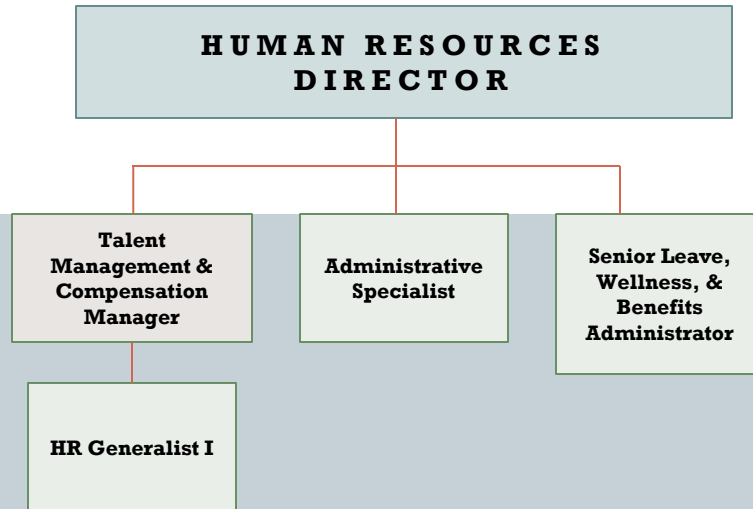 HUMAN RESOURCES
DIRECTOR
Talent
Management &
Compensation
Manager
Administrative
Specialist
Senior Leave,
Wellness, &
Benefits
Administrator
HR Generalist I